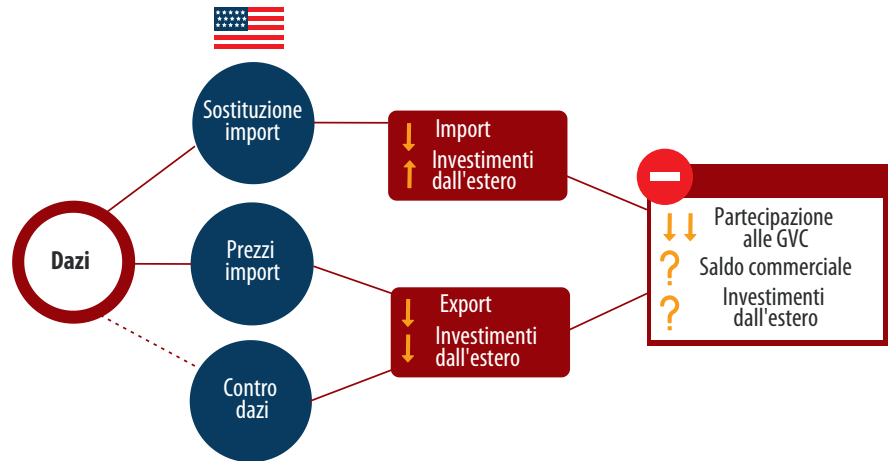 Sostituzione
import
Import
Investimenti
dall'estero
Dazi
Prezzi
import
Partecipazione
alle GVC
Saldo commerciale
Investimenti
dall'estero
Export
Investimenti
dall'estero
Contro
dazi